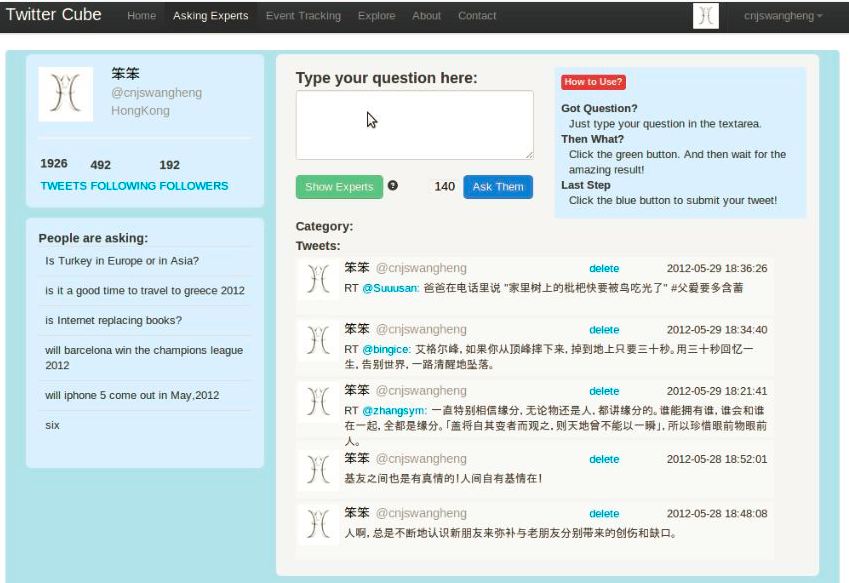 Twitter Cube Home Asking Experts Event Tracking Explore About Contact cnjswangheng
笨笨
@cnjswangheng
HongKong
1926 492 192
TWEETS FOLLOWING FOLLOWERS
People are asking:
Is Turkey in Europe or in Asia?
is it a good time to travel to greece 2012
is Internet replacing books?
will barcelona win the champions league
2012
will iphone 5 come out in May,2012
six
Type your question here:
Show Experts ? 140 Ask Them
How to Use?
Got Question?
Just type your question in the textarea.
Then What?
Click the green button. And then wait for the
amazing result!
Last Step
Click the blue button to submit your tweet!
Category:
Tweets:
笨笨 @cnjswangheng delete 2012-05-29 18:36:26
RT @Suuusan: 爸爸在电话里说 "家里树上的枇杷快要被鸟吃光了" #父爱要多含蓄
笨笨 @cnjswangheng delete 2012-05-29 18:34:40
RT @bingice: 艾格尔峰, 如果你从顶峰摔下来, 掉到地上只要三十秒。用三十秒回忆一
生, 告别世界, 一路清醒地坠落。
笨笨 @cnjswangheng delete 2012-05-29 18:21:41
RT @zhangsym: 一直特别相信缘分, 无论物还是人, 都讲缘分的。谁能拥有谁, 谁会和谁
在一起, 全都是缘分。「盖将自其变者而观之, 则天地曾不能以一瞬」, 所以珍惜眼前物眼前
人。
笨笨 @cnjswangheng delete 2012-05-28 18:52:01
基友之间也是有真情的！人间自有基情在！
笨笨 @cnjswangheng delete 2012-05-28 18:48:08
人啊, 总是不断地认识新朋友来弥补与老朋友分别带来的创伤和缺口。